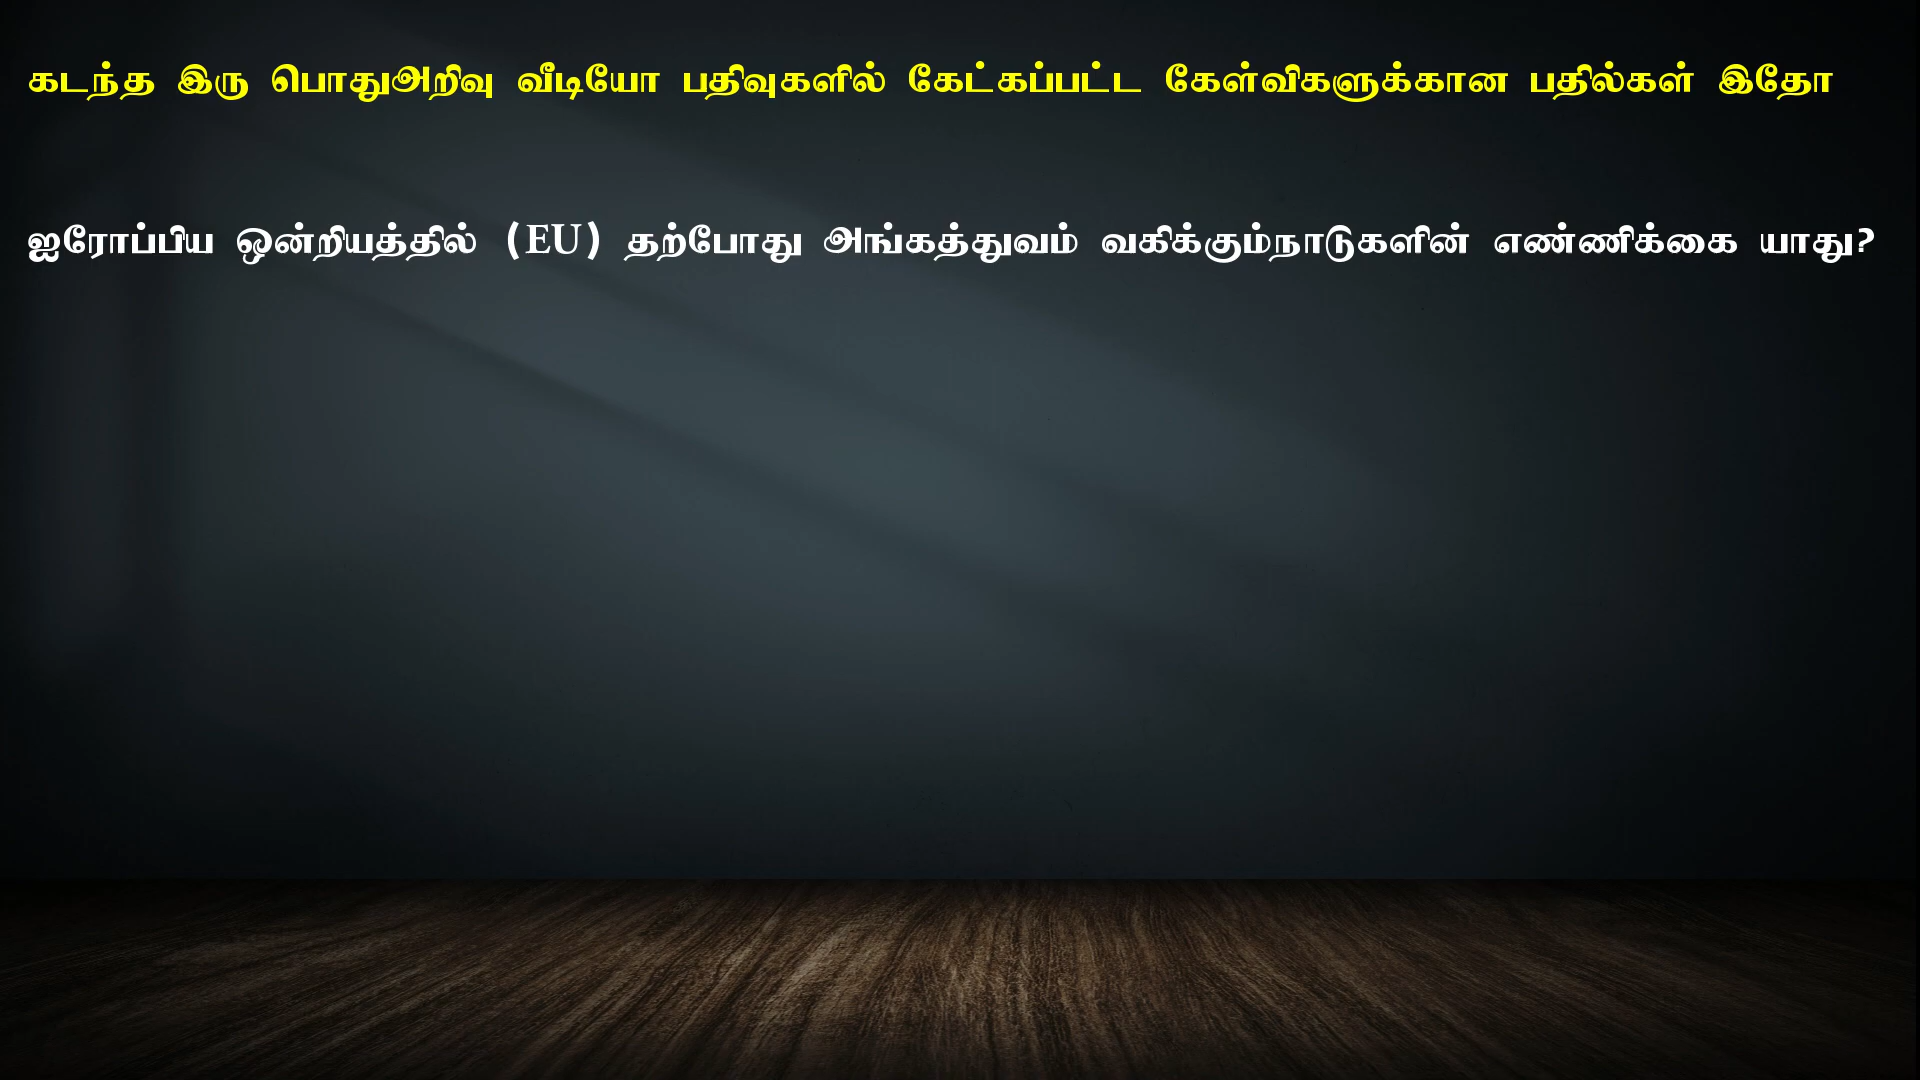 கடந்த இரு பொதுஅறிவு வீடியோ பதிவுகளில் கேட்கப்பட்ட கேள்விகளுக்கான பதில்கள் இதோ
ஐரோப்பிய ஒன்றியத்தில் (EU) தற்போது அங்கத்துவம் வகிக்கும்நாடுகளின் எண்ணிக்கை யாது?